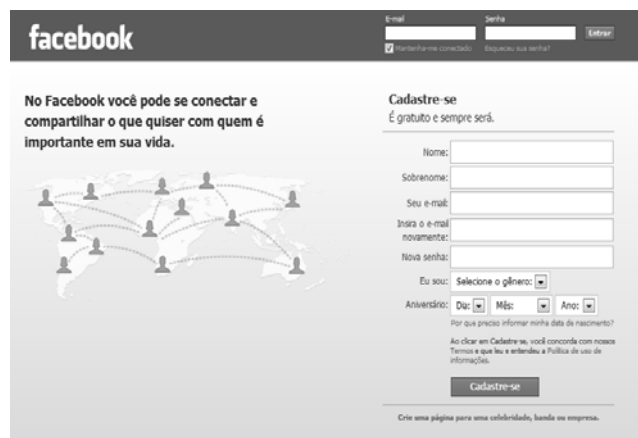 facebook
E-mail Senha
Entrar
Mantenha-me conectado Esqueceu sua senha?
No Facebook você pode se conectar e
compartilhar o que quiser com quem é
importante em sua vida.
Cadastre-se
É gratuito e sempre será.
Nome:
Sobrenome:
Seu e-mail:
Insira o e-mail
novamente:
Nova senha:
Eu sou: Selecione o gênero:
Aniversário: Dia: Mês: Ano:
Por que preciso informar minha data de nascimento?
Ao clicar em Cadastre-se, você concorda com nossos
Termos e que leu e entendeu a Política de uso de
informações.
Cadastre-se
Crie uma página para uma celebridade, banda ou empresa.